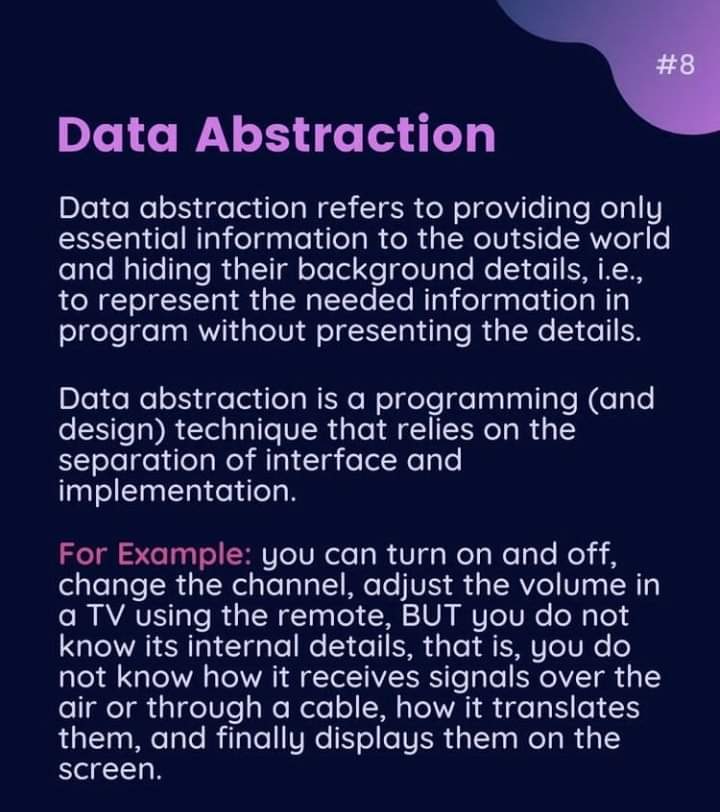 #8
Data Abstraction
Data abstraction refers to providing only
essential information to the outside world
and hiding their background details, i.e.,
to represent the needed information in
program without presenting the details.
Data abstraction is a programming (and
design) technique that relies on the
separation of interface and
implementation.
For Example: you can turn on and off,
change the channel, adjust the volume in
a TV using the remote, BUT you do not
know its internal details, that is, you do
not know how it receives signals over the
air or through a cable, how it translates
them, and finally displays them on the
screen.